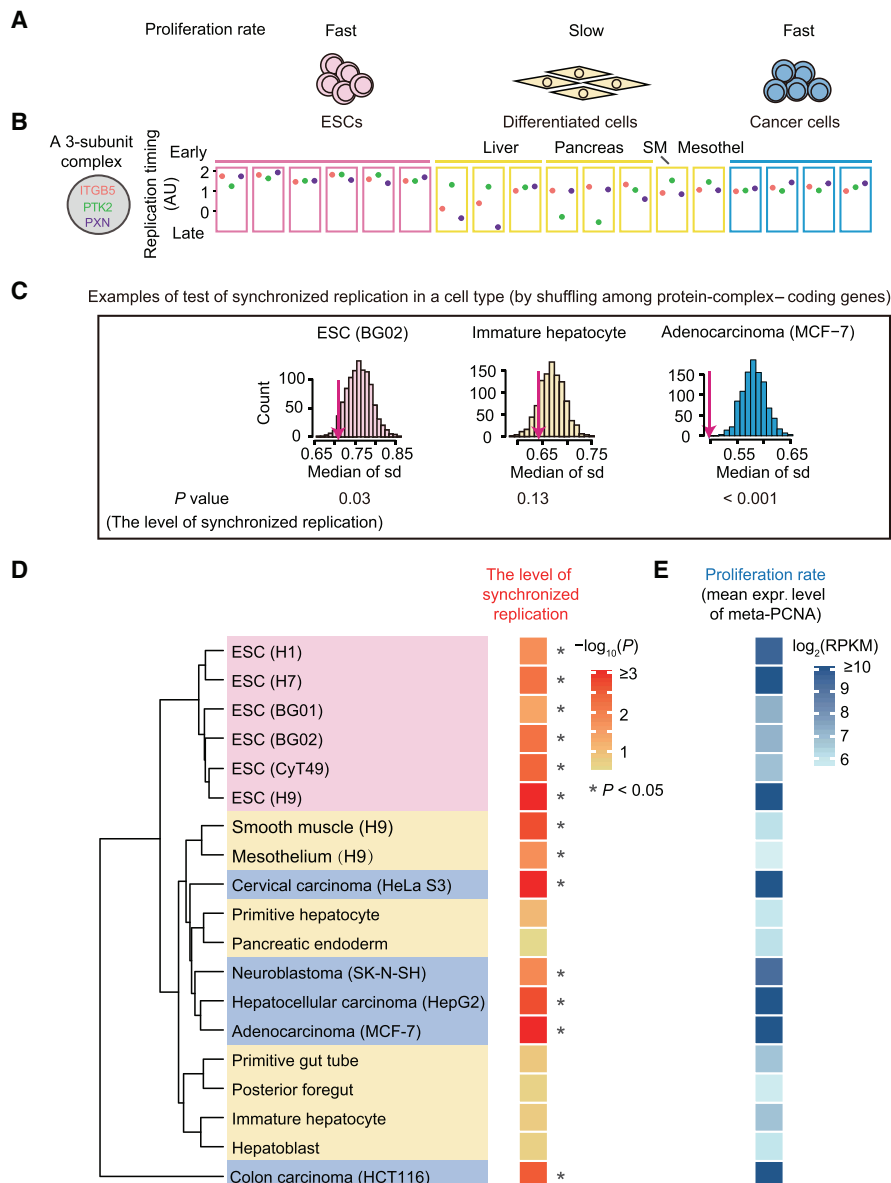 A
Proliferation rate Fast Slow Fast
ESCs Differentiated cells Cancer cells
B
A 3-subunit
complex
ITGB5
PTK2
PXN
Replication timing
(AU)
Early
2
1
0
Late
Liver Pancreas SM Mesothel
C
Examples of test of synchronized replication in a cell type (by shuffling among protein-complex–coding genes)
ESC (BG02) Immature hepatocyte Adenocarcinoma (MCF−7)
Count
100
50
0
0.65 0.75 0.85
Median of sd
150
100
50
0
0.65 0.75
Median of sd
150
100
50
0
0.55 0.65
Median of sd
P value 0.03 0.13 < 0.001
(The level of synchronized replication)
D
The level of
synchronized
replication
E
Proliferation rate
(mean expr. level
of meta-PCNA)
−log10(P)
≥3
2
1
* P < 0.05
log2(RPKM)
≥10
9
8
7
6
ESC (H1) *
ESC (H7) *
ESC (BG01) *
ESC (BG02) *
ESC (CyT49) *
ESC (H9) *
Smooth muscle (H9) *
Mesothelium (H9) *
Cervical carcinoma (HeLa S3) *
Primitive hepatocyte
Pancreatic endoderm
Neuroblastoma (SK-N-SH) *
Hepatocellular carcinoma (HepG2) *
Adenocarcinoma (MCF-7) *
Primitive gut tube
Posterior foregut
Immature hepatocyte
Hepatoblast
Colon carcinoma (HCT116) *